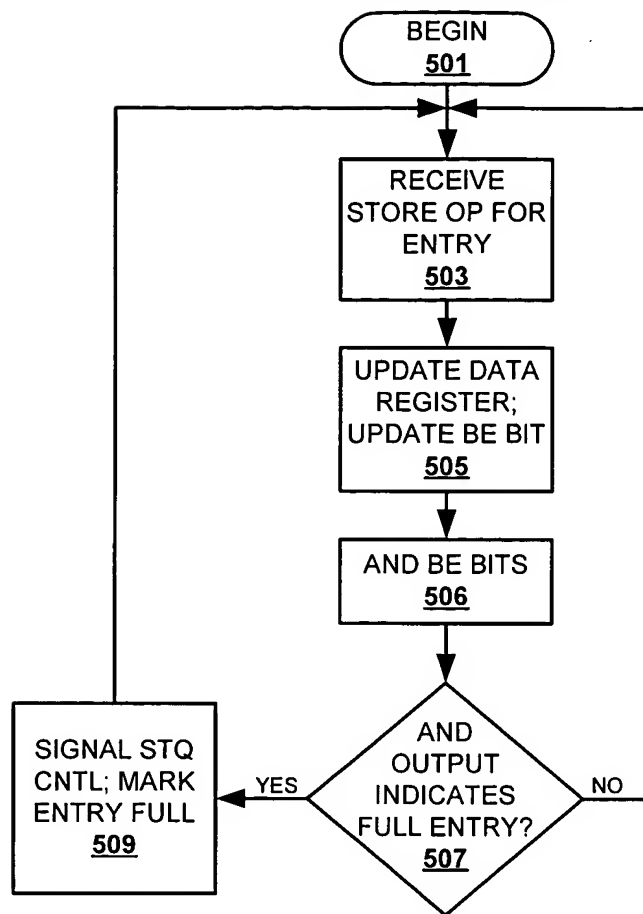 BEGIN
501
RECEIVE
STORE OP FOR
ENTRY
503
UPDATE DATA
REGISTER;
UPDATE BE BIT
505
AND BE BITS
506
AND
OUTPUT
INDICATES
FULL ENTRY?
507
YES
NO
SIGNAL STQ
CNTL; MARK
ENTRY FULL
509